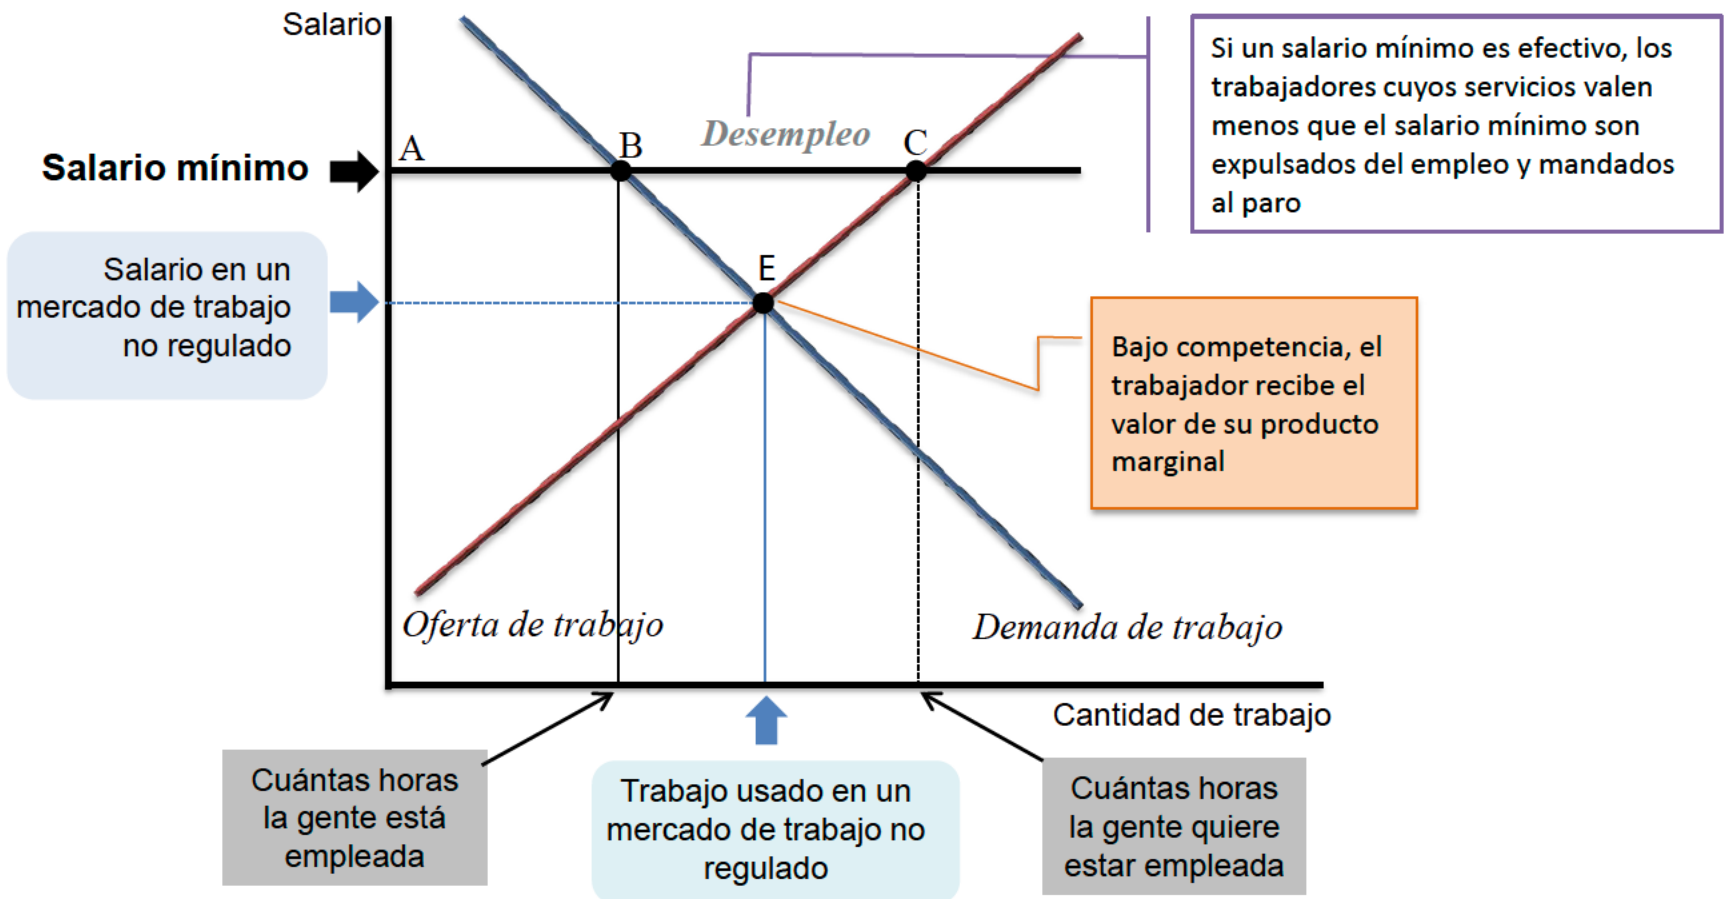 Salario
Si un salario mínimo es efectivo, los
trabajadores cuyos servicios valen
menos que el salario mínimo son
expulsados del empleo y mandados
al paro
Desempleo
A
B
C
Salario mínimo
Salario en un
mercado de trabajo
no regulado
E
Bajo competencia, el
trabajador recibe el
valor de su producto
marginal
Oferta de trabajo
Demanda de trabajo
Cantidad de trabajo
Cuántas horas
la gente está
empleada
Trabajo usado en un
mercado de trabajo no
regulado
Cuántas horas
la gente quiere
estar empleada